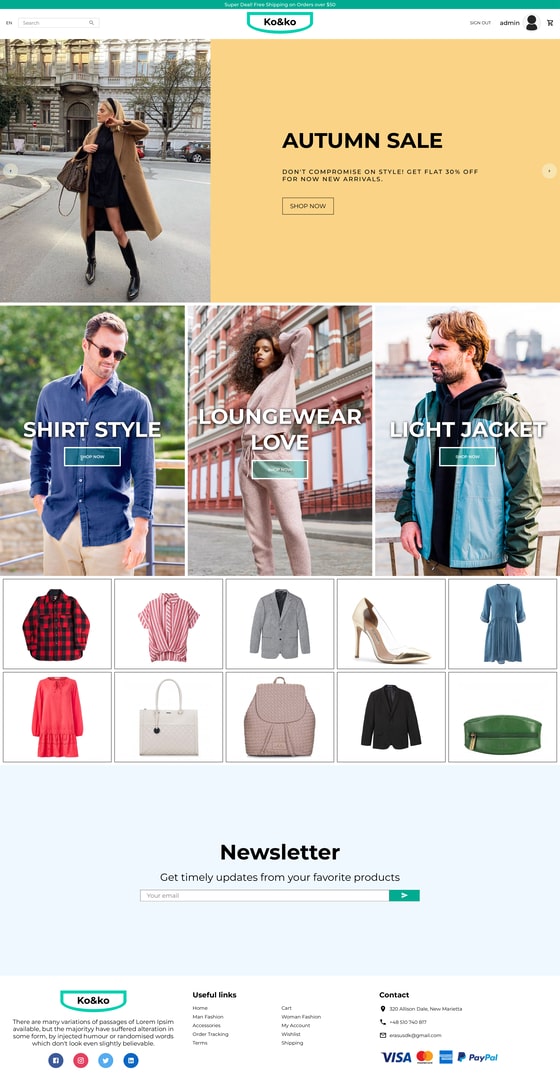 Super Deal! Free Shipping on Orders over $50
EN
Search
Ko&ko
SIGN OUT
admin
AUTUMN SALE
DON'T COMPROMISE ON STYLE! GET FLAT 30% OFF
FOR NOW NEW ARRIVALS.
SHOP NOW
SHIRT STYLE
SHOP NOW
LOUNGEWEAR
LOVE
SHOP NOW
LIGHT JACKET
SHOP NOW
Newsletter
Get timely updates from your favorite products
Your email
Ko&ko
There are many variations of passages of Lorem Ipsim
available, but the majorityy have suffered alteration in
some form, by injected humour or randomised words
which don't look even slightly believable.
Useful links
Home
Cart
Man Fashion
Woman Fashion
Accessories
My Account
Order Tracking
Wishlist
Terms
Shipping
Contact
320 Allison Dale, New Marietta
+48 510 740 817
erasusdk@gmail.com
VISA
PayPal